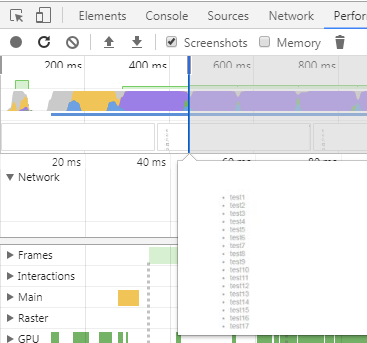 Elements Console Sources Network Perfor
Screenshots Memory
200 ms 400 ms 600 ms 800 ms
20 ms 40 ms 60 ms 80 ms
Network
test1
test2
test3
test4
test5
test6
test7
test8
test9
test10
test11
test12
test13
test14
test15
test16
test17
Frames
Interactions
Main
Raster
GPU